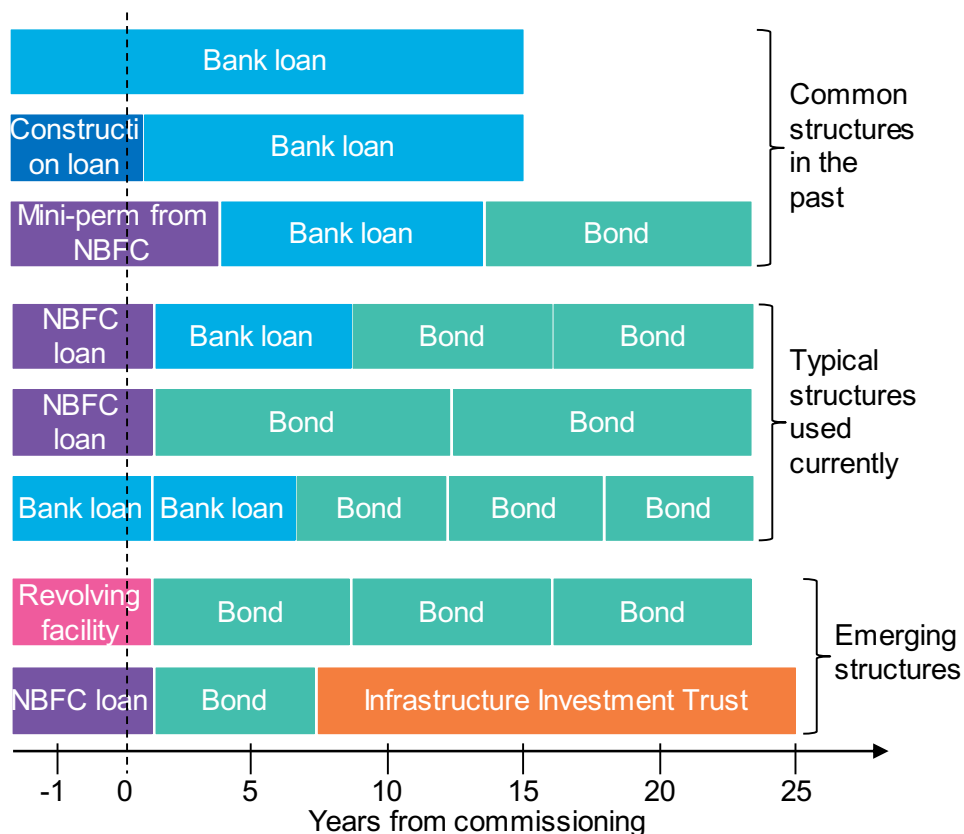 Bank loan
Constructi
on loan
Bank loan
Mini-perm from
NBFC
Bank loan
Bond
Common
structures
in the
past
NBFC
loan
Bank loan
Bond
Bond
NBFC
loan
Bond
Bond
Bank loan
Bank loan
Bond
Bond
Bond
Typical
structures
used
currently
Revolving
facility
Bond
Bond
Bond
NBFC loan
Bond
Infrastructure Investment Trust
Emerging
structures
-1 0 5 10 15 20 25
Years from commissioning